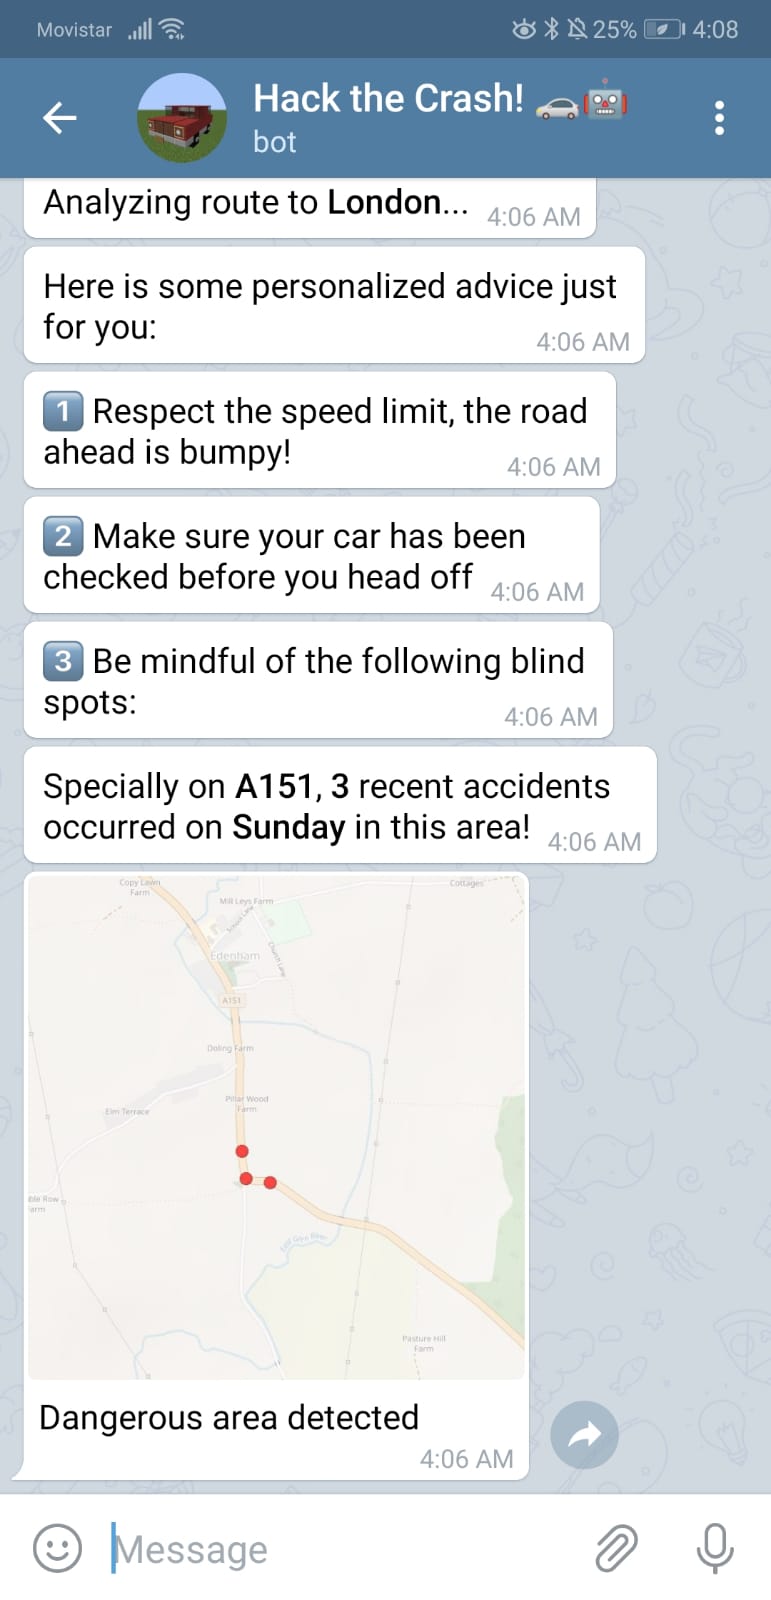 Movistar 25% 4:08
Hack the Crash! 🚗🤖
bot
Analyzing route to London... 4:06 AM
Here is some personalized advice just
for you: 4:06 AM
1️⃣ Respect the speed limit, the road
ahead is bumpy! 4:06 AM
2️⃣ Make sure your car has been
checked before you head off 4:06 AM
3️⃣ Be mindful of the following blind
spots: 4:06 AM
Specially on A151, 3 recent accidents
occurred on Sunday in this area! 4:06 AM
Copy Lawn
Farm
Cottages
Mill Leys Farm
School Lane
Church Lane
Edenham
A151
Doling Farm
Pillar Wood
Farm
Elm Terrace
ble Row
arm
East Glen River
Pasture Hill
Farm
Dangerous area detected
4:06 AM
Message